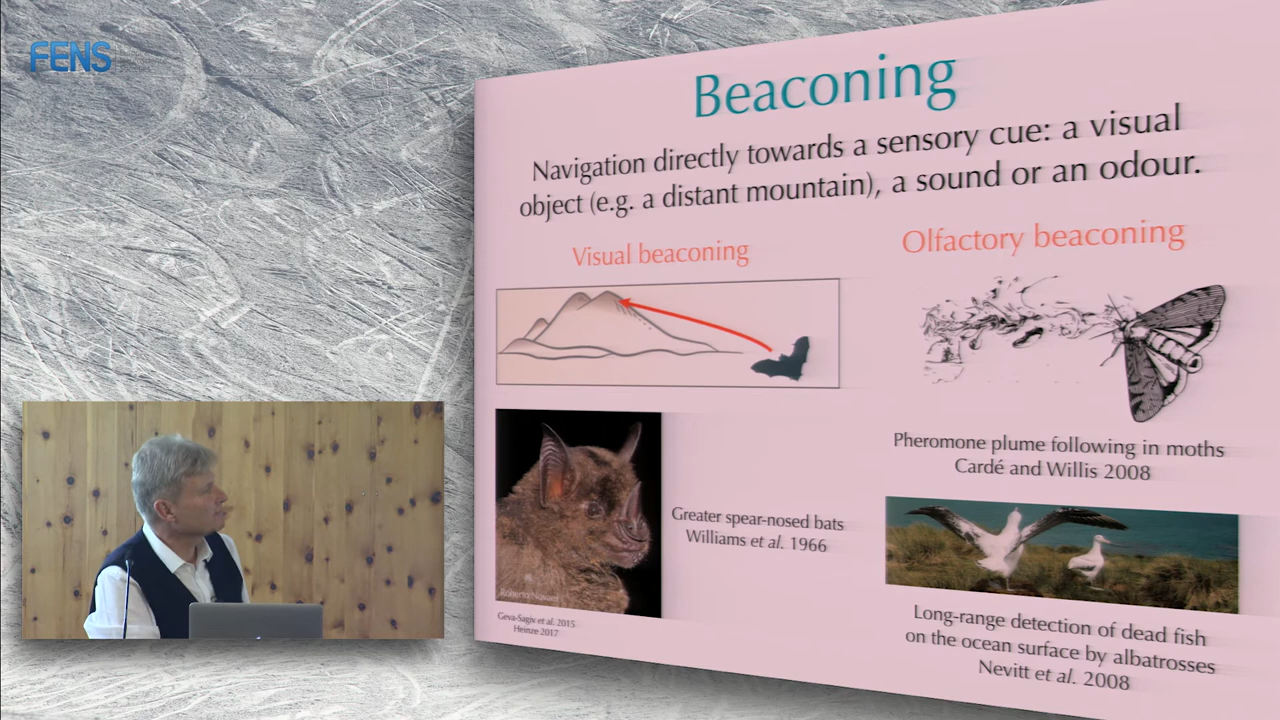 FENS
Beaconing
Navigation directly towards a sensory cue: a visual
object (e.g. a distant mountain), a sound or an odour.
Visual beaconing
Olfactory beaconing
Pheromone plume following in moths
Cardé and Willis 2008
Greater spear-nosed bats
Williams et al. 1966
Roberto Novaes
Geva-Sagiv et al. 2015
Heinze 2017
Long-range detection of dead fish
on the ocean surface by albatrosses
Nevitt et al. 2008